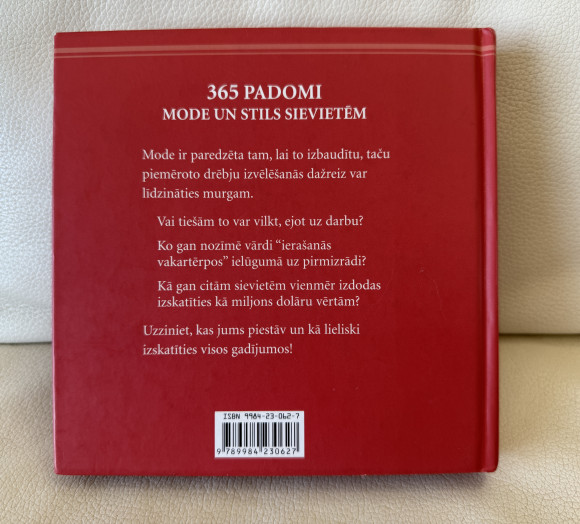 365 PADOMI
MODE UN STILS SIEVIETĒM
Mode ir paredzēta tam, lai to izbaudītu, taču
piemēroto drēbju izvēlēšanās dažreiz var
līdzināties murgam.
Vai tiešām to var vilkt, ejot uz darbu?
Ko gan nozīmē vārdi “ierašanās
vakartērpos” ielūgumā uz pirmizrādi?
Kā gan citām sievietēm vienmēr izdodas
izskatīties kā miljons dolāru vērtām?
Uzziniet, kas jums piestāv un kā lieliski
izskatīties visos gadījumos!
ISBN 9984-23-062-7
9 789984 230627